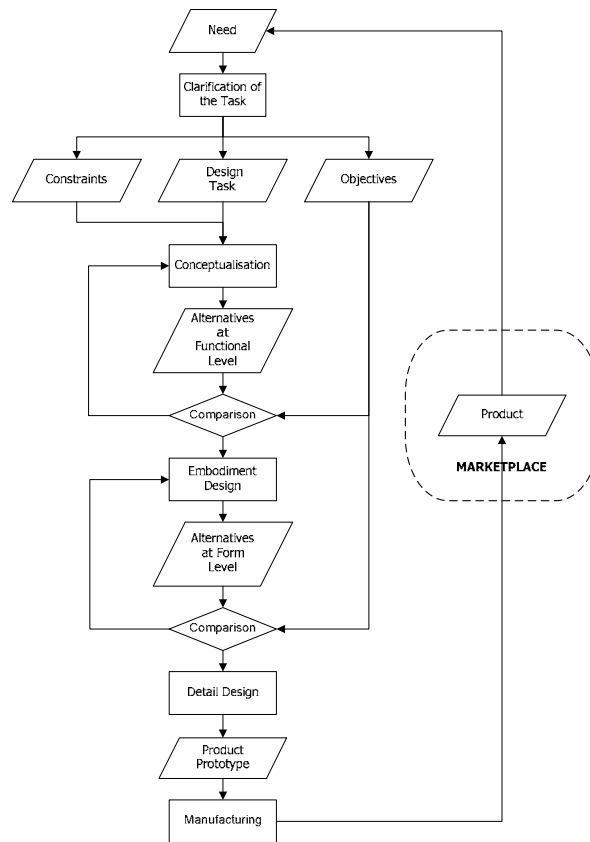 Need
Clarification of
the Task
Constraints
Design
Task
Objectives
Conceptualisation
Alternatives
at
Functional
Level
Comparison
Product
MARKETPLACE
Embodiment
Design
Alternatives
at Form
Level
Comparison
Detail Design
Product
Prototype
Manufacturing